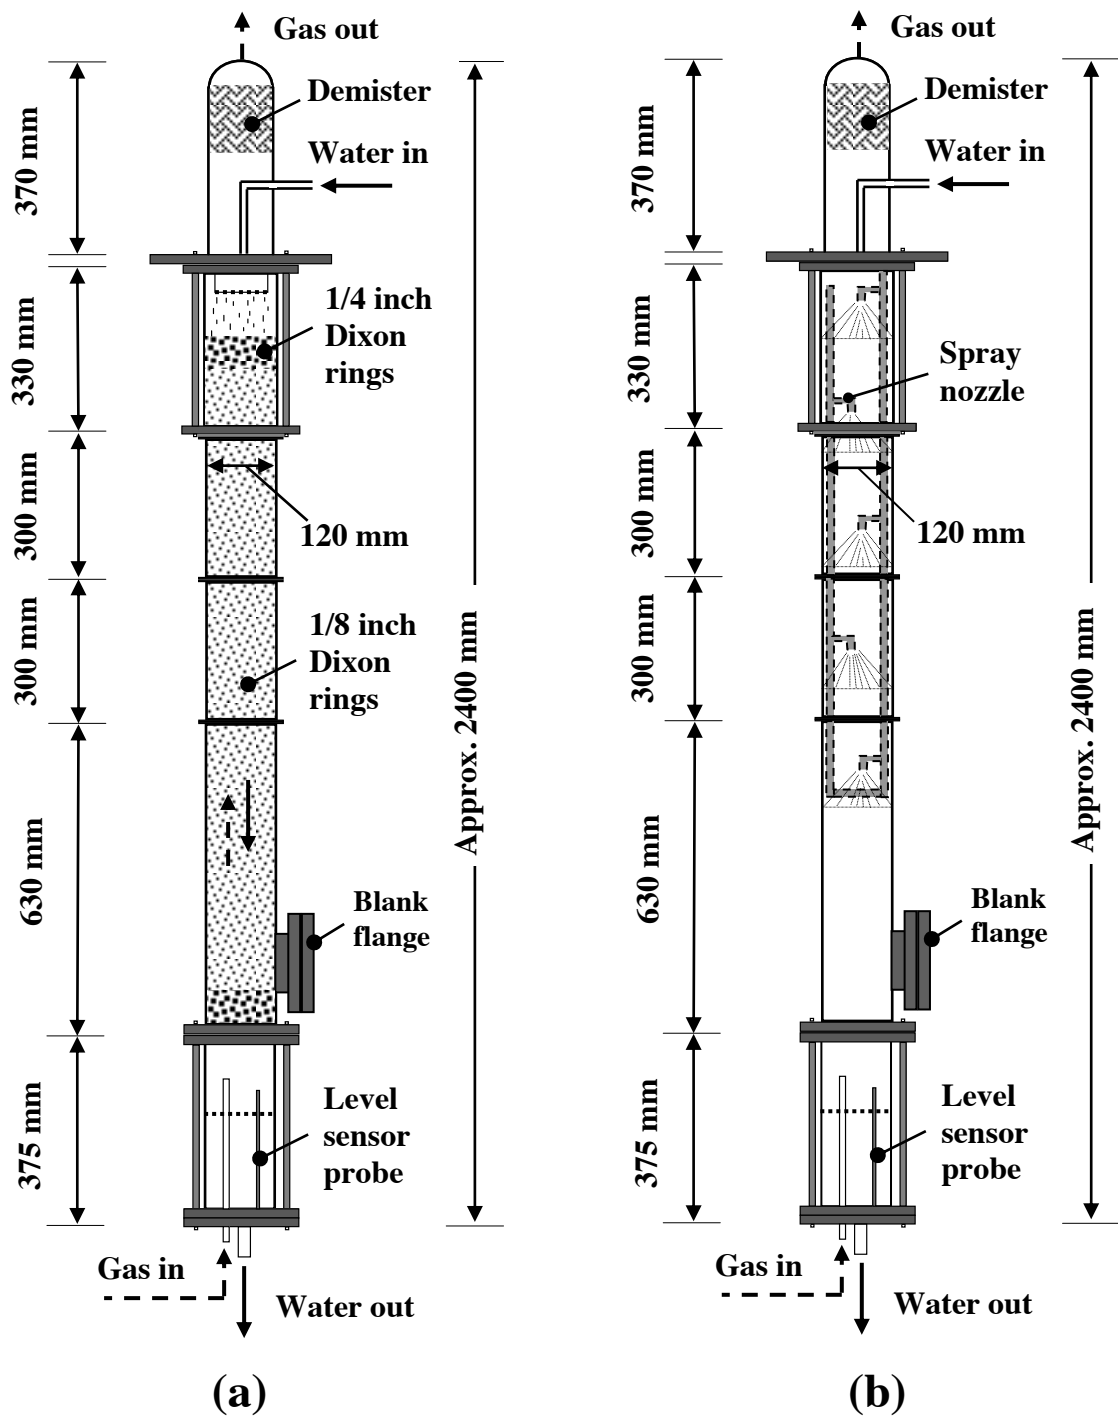 Gas out
Demister
Water in
370 mm
1/4 inch
Dixon
rings
330 mm
300 mm
120 mm
300 mm
1/8 inch
Dixon
rings
Approx. 2400 mm
630 mm
Blank
flange
375 mm
Level
sensor
probe
Gas in
Water out
(a)
Gas out
Demister
Water in
370 mm
330 mm
Spray
nozzle
300 mm
120 mm
300 mm
Approx. 2400 mm
630 mm
Blank
flange
375 mm
Level
sensor
probe
Gas in
Water out
(b)